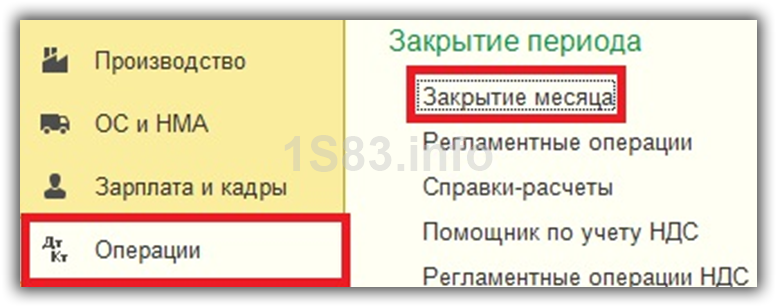 Производство
ОС и НМА
Зарплата и кадры
Дт
Кт
Операции
Закрытие периода
Закрытие месяца
Регламентные операции
Справки-расчеты
Помощник по учету НДС
Регламентные операции НДС
1S83.info